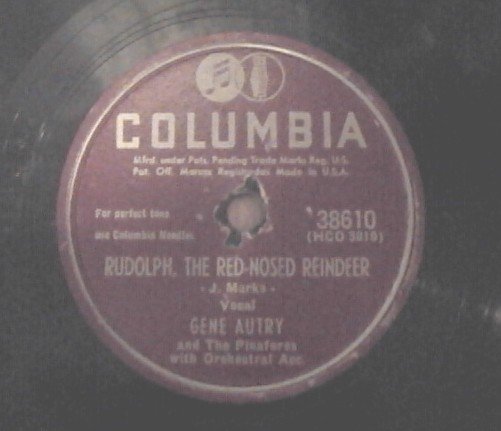 COLUMBIA
Mfrd. under Pats. Pending Trade Marks Reg. U.S.
Pat. Off. Marcas Registradas Made in U.S.A.
For perfect tone
use Columbia Needles
38610
(HCO 3819)
RUDOLPH, THE RED-NOSED REINDEER
- J. Marks -
Vocal
GENE AUTRY
and The Pinafores
with Orchestral Acc.